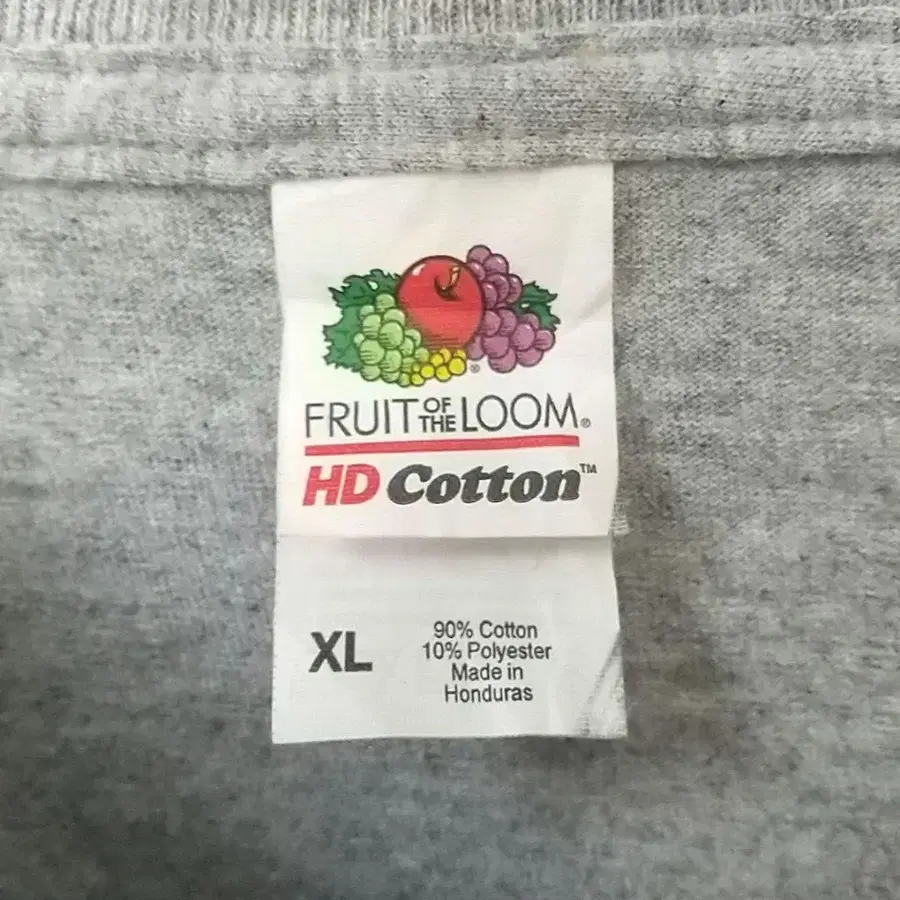 FRUIT OF THE LOOM®
HD Cotton™
XL
90% Cotton
10% Polyester
Made in
Honduras